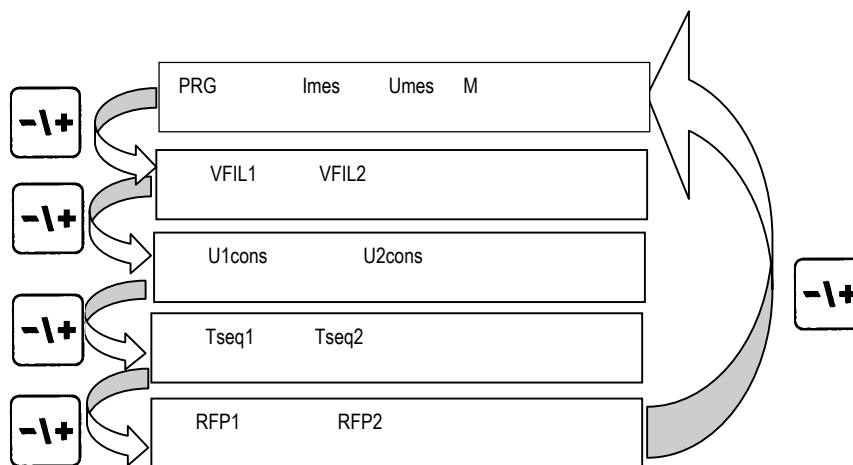 PRG Imes Umes M
-\+
VFIL1 VFIL2
-\+
U1cons U2cons
-\+
-\+
Tseq1 Tseq2
RFP1 RFP2
-\+